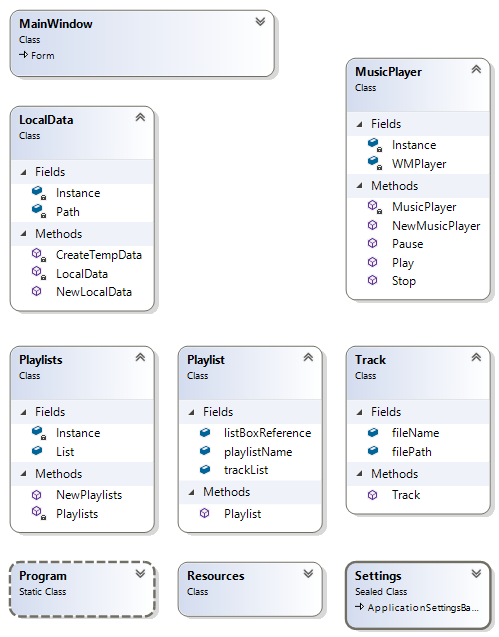 MainWindow
Class
Form
LocalData
Class
Fields
Instance
Path
Methods
CreateTempData
LocalData
NewLocalData
MusicPlayer
Class
Fields
Instance
WMPlayer
Methods
MusicPlayer
NewMusicPlayer
Pause
Play
Stop
Playlists
Class
Fields
Instance
List
Methods
NewPlaylists
Playlists
Playlist
Class
Fields
listBoxReference
playlistName
trackList
Methods
Playlist
Track
Class
Fields
fileName
filePath
Methods
Track
Program
Static Class
Resources
Class
Settings
Sealed Class
ApplicationSettingsBa...